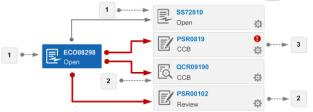 1
SS72810
Open
1
ECO08298
Open
PSR0819
CCB
3
2
QCR09190
CCB
PSR00102
Review
2